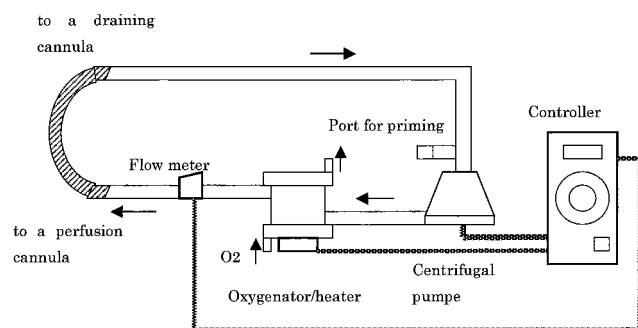 to a draining
cannula
Controller
Port for priming
Flow meter
to a perfusion
cannula
O2
Centrifugal
pumpe
Oxygenator/heater